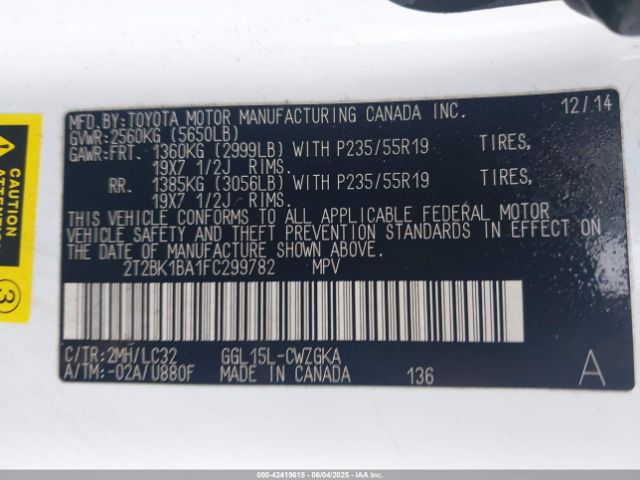 MFD.BY:TOYOTA MOTOR MANUFACTURING CANADA INC. 12/14
GVWR:2560KG (5650LB)
GAWR:FRT. 1360KG (2999LB) WITH P235/55R19 TIRES,
19X7 1/2J RIMS.
RR. 1385KG (3056LB) WITH P235/55R19 TIRES,
19X7 1/2J RIMS.
THIS VEHICLE CONFORMS TO ALL APPLICABLE FEDERAL MOTOR
VEHICLE SAFETY AND THEFT PREVENTION STANDARDS IN EFFECT ON
THE DATE OF MANUFACTURE SHOWN ABOVE.
2T2BK1BA1FC299782 MPV
C/TR:2MH/LC32 GGL15L-CWZGKA
A/TM:-02A/U880F MADE IN CANADA 136 A
CAUTION
3
000-42419615 - 06/04/2025 - IAAI.com